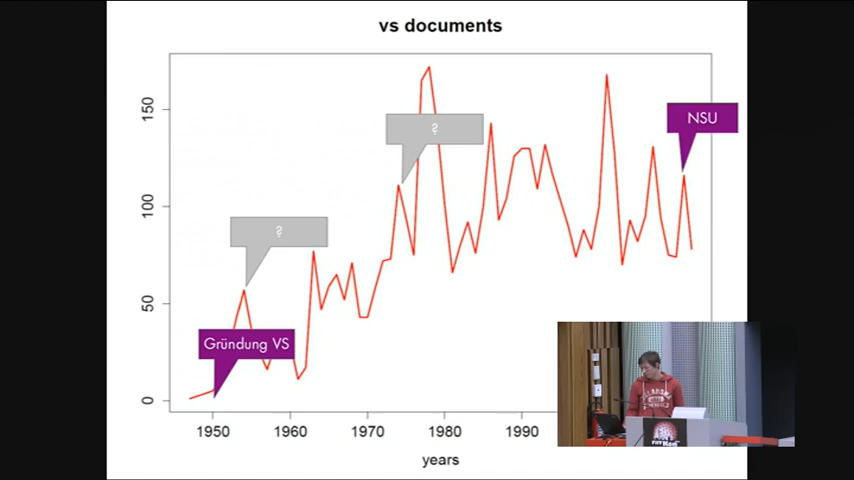 vs documents
150
100
50
0
NSU
?
?
Gründung VS
1950
1960
1970
1980
1990
years